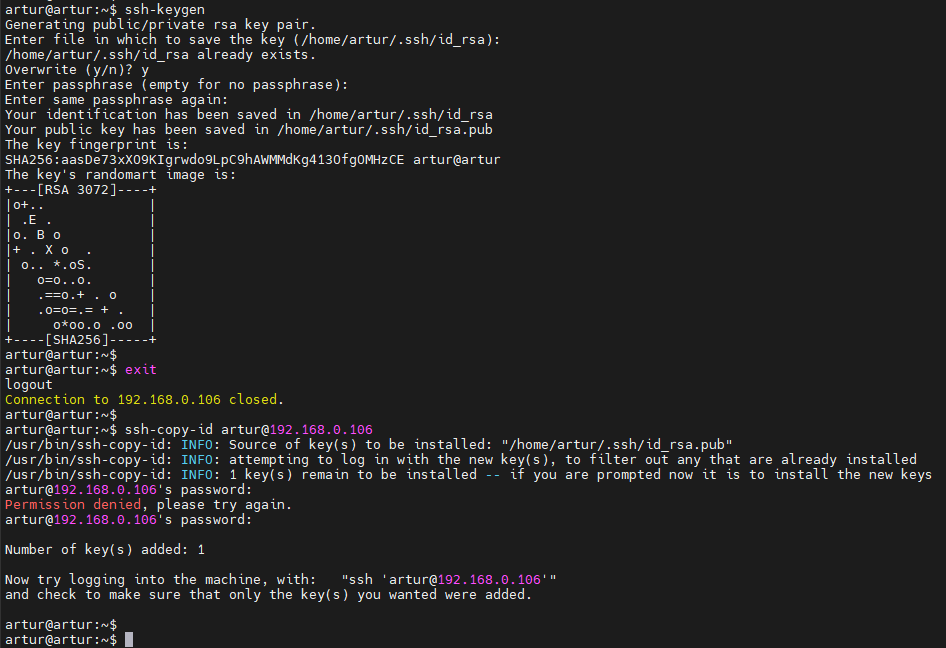 artur@artur:~$ ssh-keygen
Generating public/private rsa key pair.
Enter file in which to save the key (/home/artur/.ssh/id_rsa):
/home/artur/.ssh/id_rsa already exists.
Overwrite (y/n)? y
Enter passphrase (empty for no passphrase):
Enter same passphrase again:
Your identification has been saved in /home/artur/.ssh/id_rsa
Your public key has been saved in /home/artur/.ssh/id_rsa.pub
The key fingerprint is:
SHA256:aasDe73xXO9KIgrwdo9LpC9hAWMMdKg413OfgOMHzCE artur@artur
The key's randomart image is:
+---[RSA 3072]----+
|o+..             |
| .E .            |
|o. B o           |
|+ . X o  .       |
| o.. *.oS.       |
|   o=o..o.       |
|   .==o.+ . o    |
|   .o=o=.= + .   |
|     o*oo.o .oo  |
+----[SHA256]-----+
artur@artur:~$
artur@artur:~$ exit
logout
Connection to 192.168.0.106 closed.
artur@artur:~$
artur@artur:~$ ssh-copy-id artur@192.168.0.106
/usr/bin/ssh-copy-id: INFO: Source of key(s) to be installed: "/home/artur/.ssh/id_rsa.pub"
/usr/bin/ssh-copy-id: INFO: attempting to log in with the new key(s), to filter out any that are already installed
/usr/bin/ssh-copy-id: INFO: 1 key(s) remain to be installed -- if you are prompted now it is to install the new keys
artur@192.168.0.106's password:
Permission denied, please try again.
artur@192.168.0.106's password:

Number of key(s) added: 1

Now try logging into the machine, with:   "ssh 'artur@192.168.0.106'"
and check to make sure that only the key(s) you wanted were added.

artur@artur:~$
artur@artur:~$